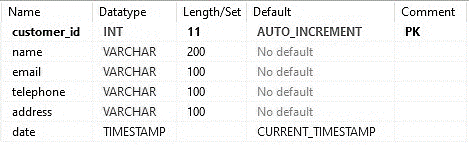 Name Datatype Length/Set Default Comment
customer_id INT 11 AUTO_INCREMENT PK
name VARCHAR 200 No default
email VARCHAR 100 No default
telephone VARCHAR 100 No default
address VARCHAR 100 No default
date TIMESTAMP CURRENT_TIMESTAMP